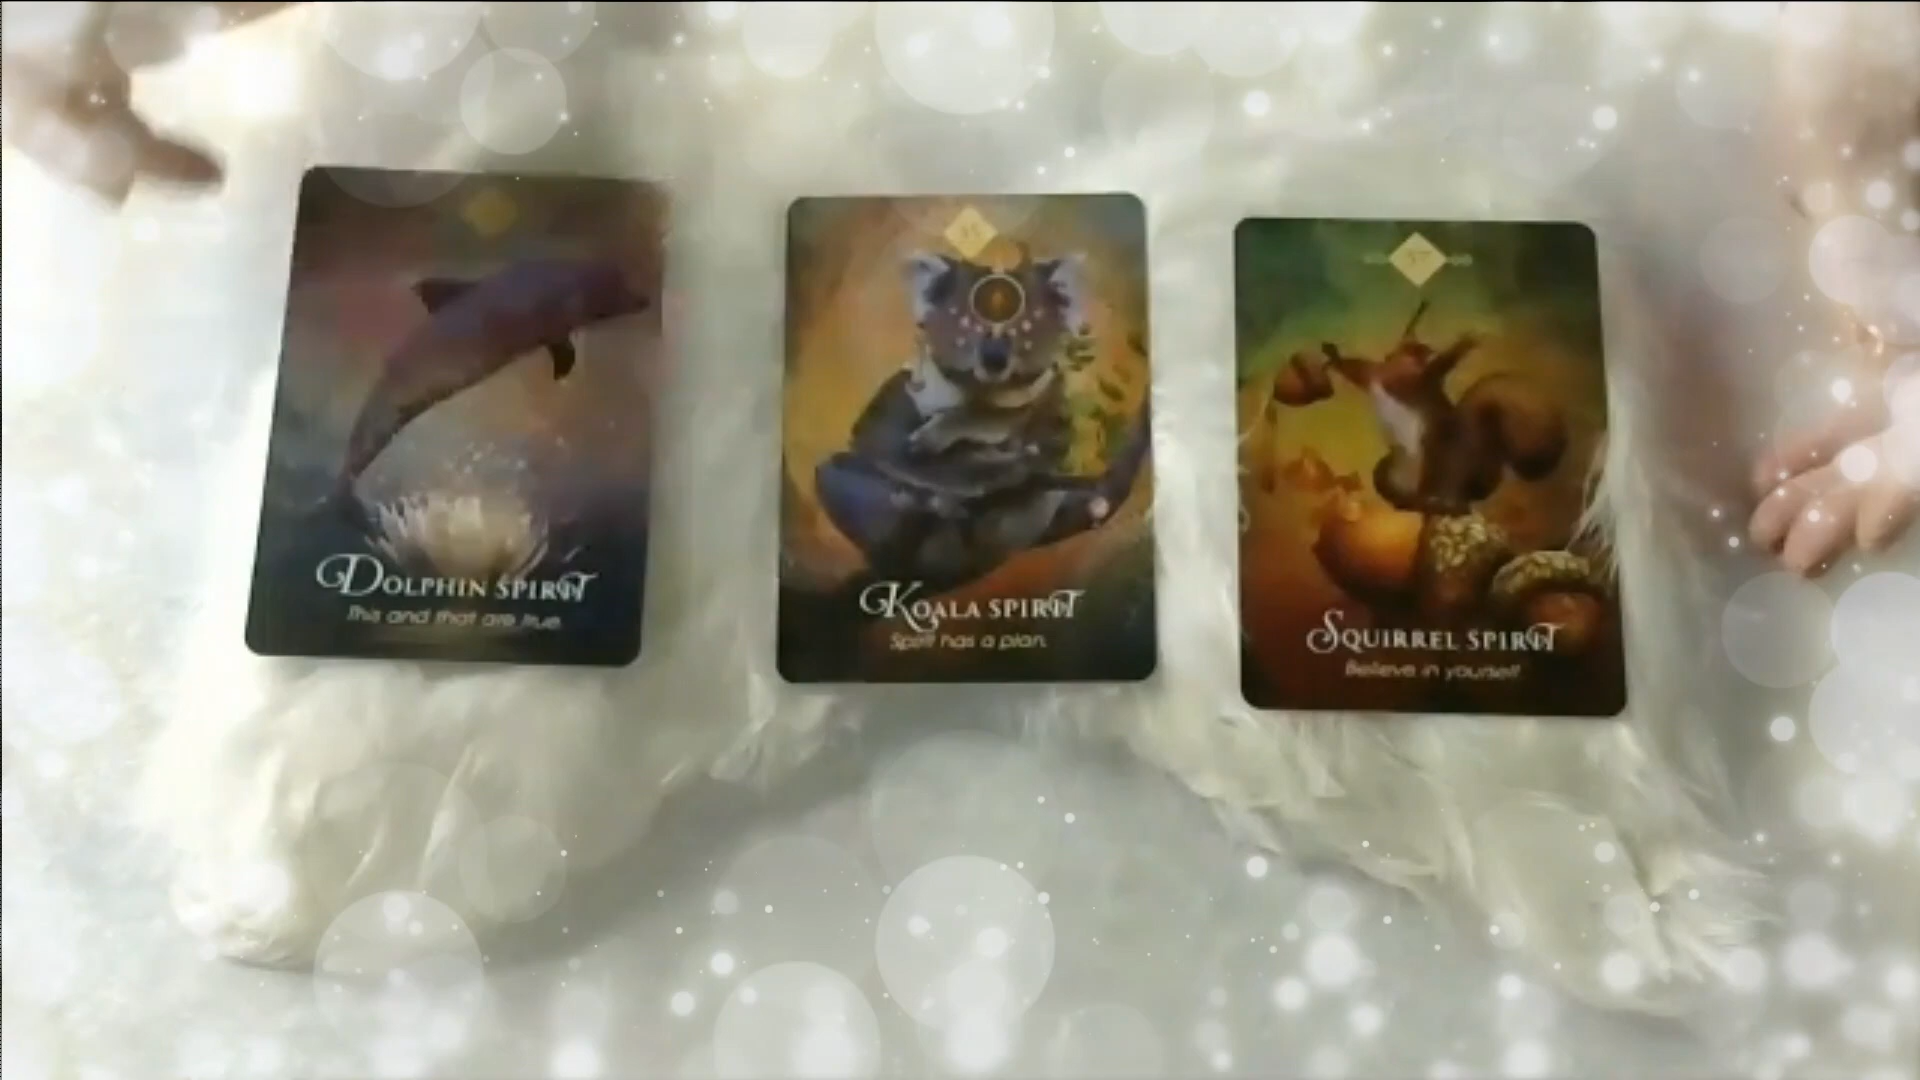 DOLPHIN SPIRIT
This and that are true.
KOALA SPIRIT
Spirit has a plan.
SQUIRREL SPIRIT
Believe in yourself.